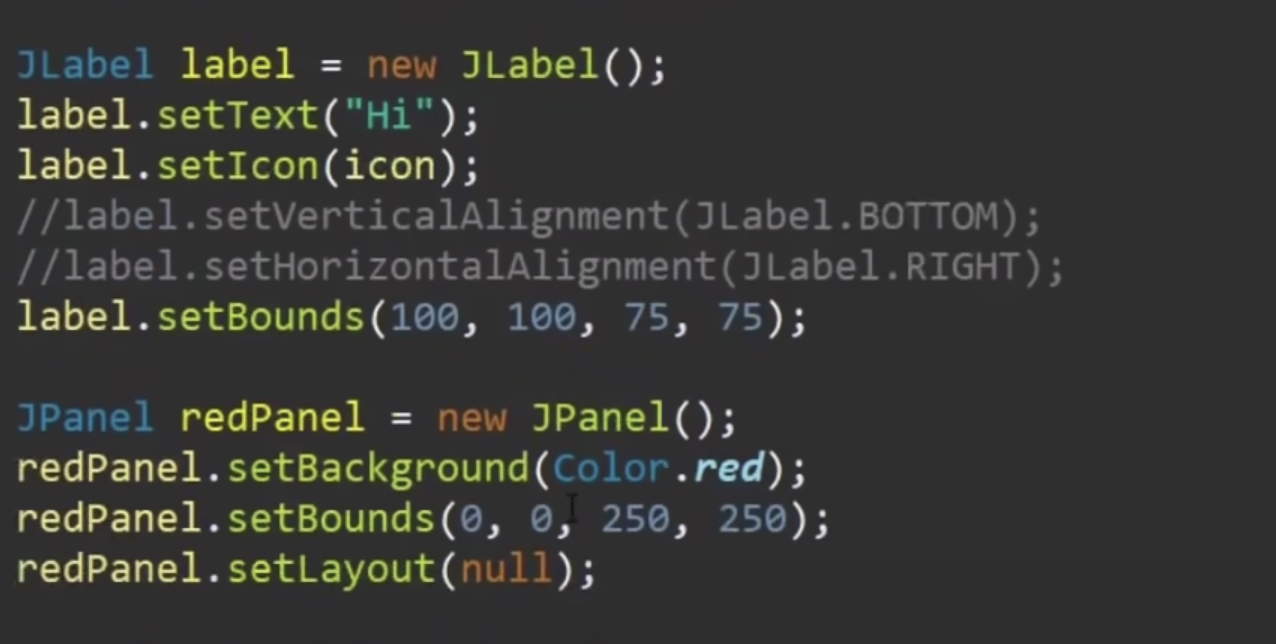 JLabel label = new JLabel();
label.setText("Hi");
label.setIcon(icon);
//label.setVerticalAlignment(JLabel.BOTTOM);
//label.setHorizontalAlignment(JLabel.RIGHT);
label.setBounds(100, 100, 75, 75);
JPanel redPanel = new JPanel();
redPanel.setBackground(Color.red);
redPanel.setBounds(0, 0, 250, 250);
redPanel.setLayout(null);